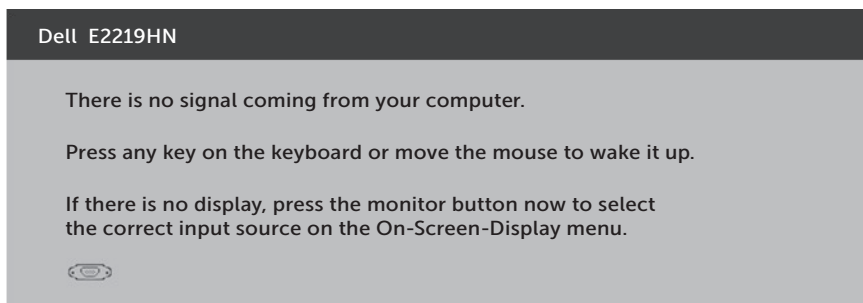 Dell E2219HN
There is no signal coming from your computer.
Press any key on the keyboard or move the mouse to wake it up.
If there is no display, press the monitor button now to select
the correct input source on the On-Screen-Display menu.